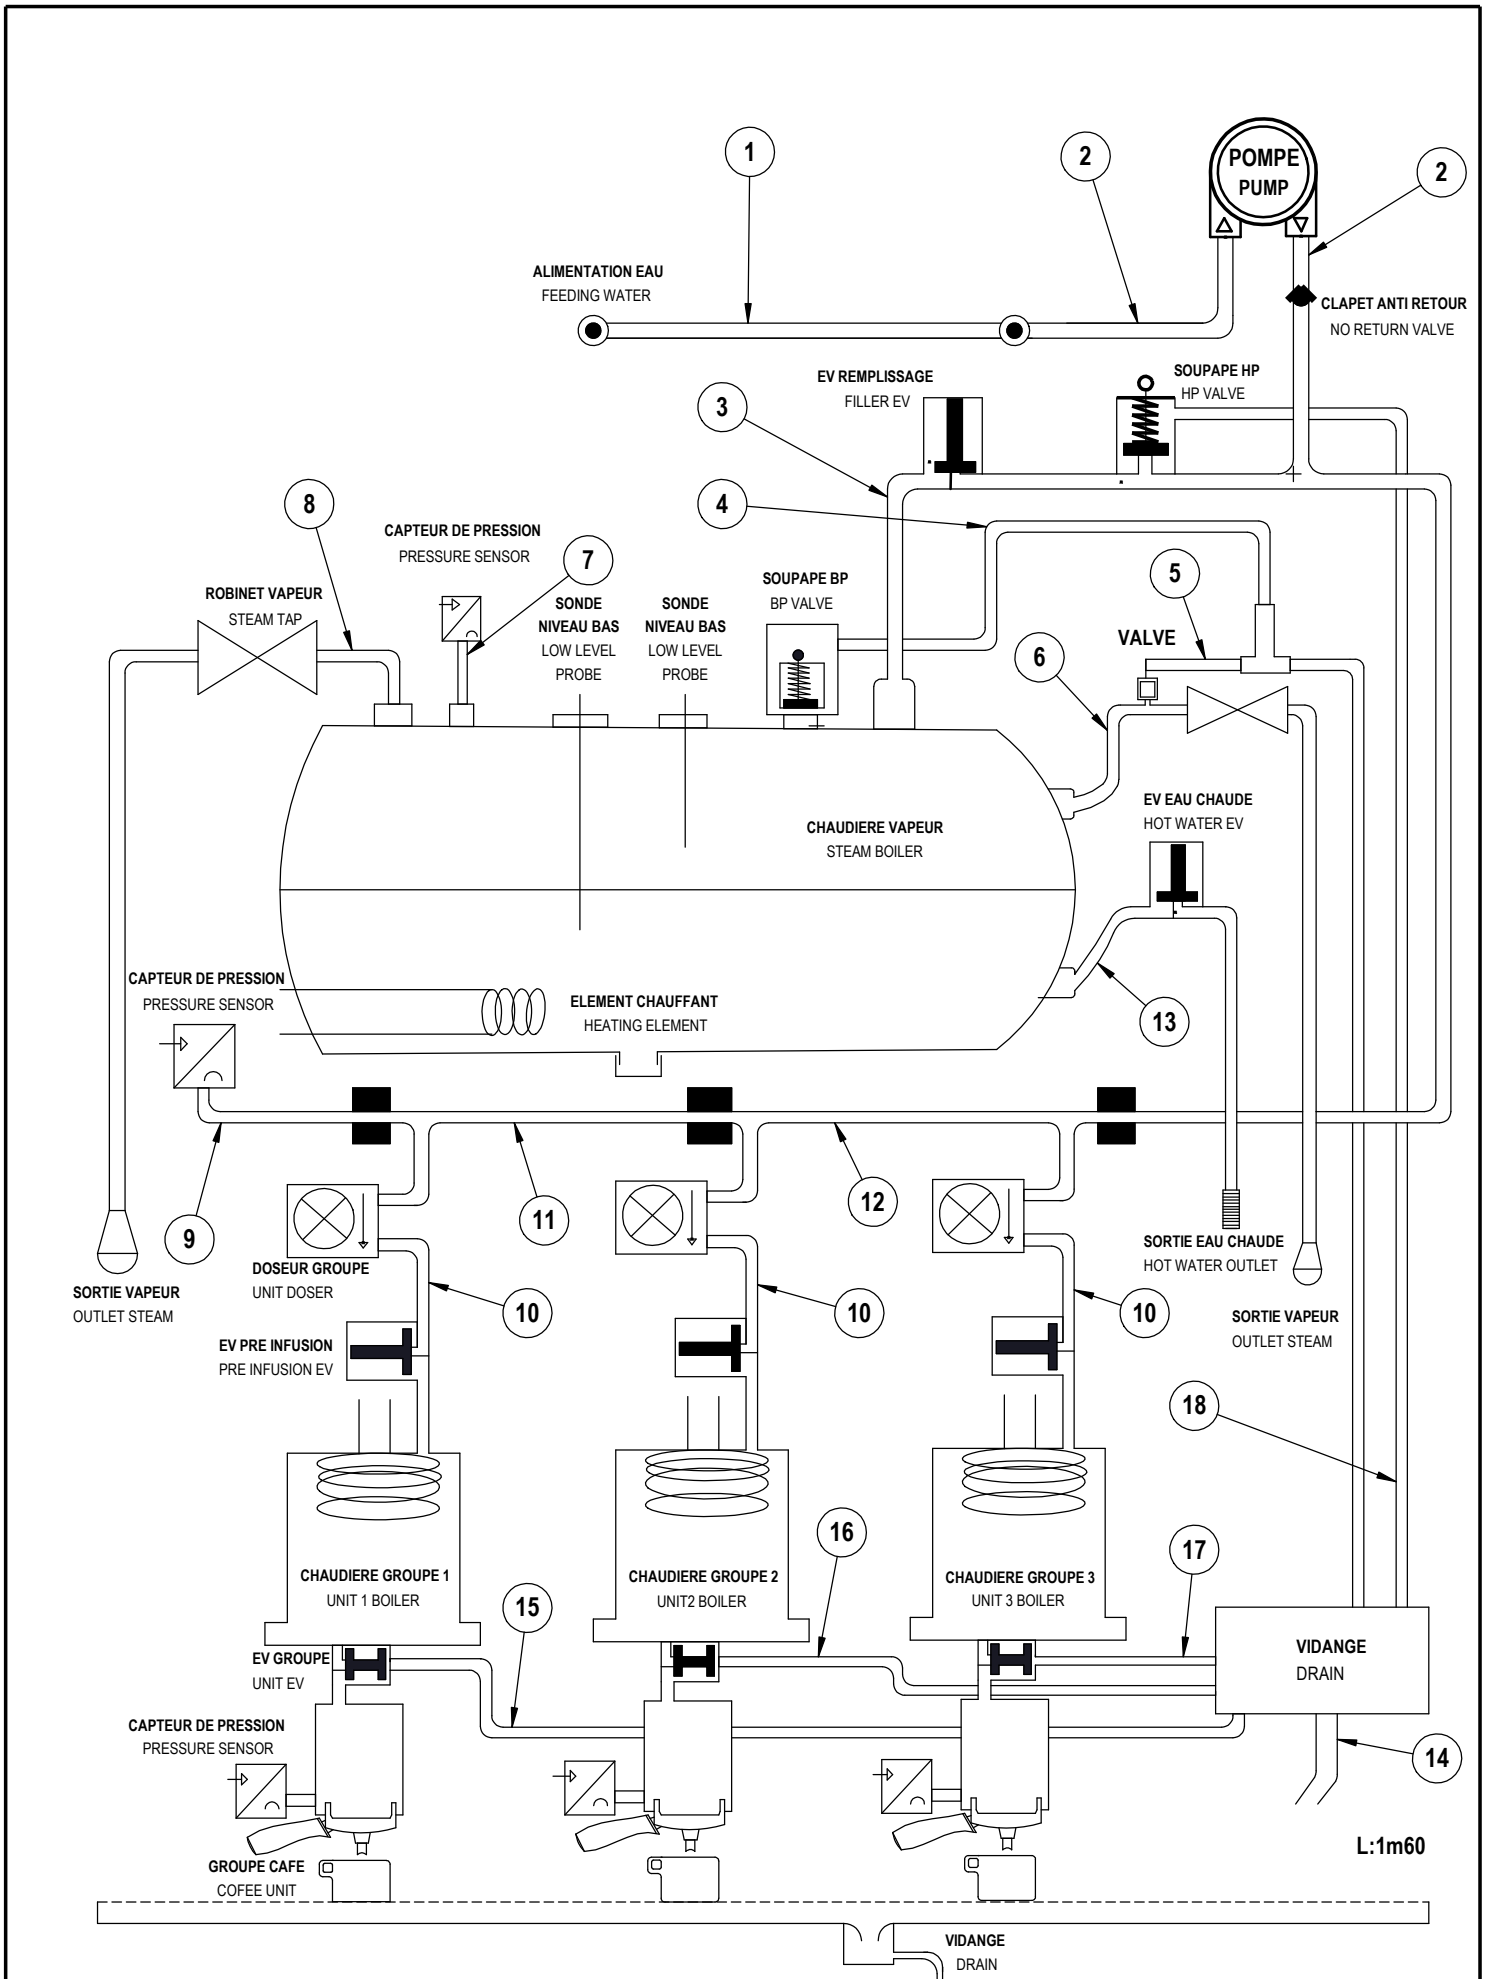 1
2
POMPE
PUMP
2
ALIMENTATION EAU
FEEDING WATER
CLAPET ANTI RETOUR
NO RETURN VALVE
EV REMPLISSAGE
FILLER EV
SOUPAPE HP
HP VALVE
3
4
8
CAPTEUR DE PRESSION
PRESSURE SENSOR
7
5
ROBINET VAPEUR
STEAM TAP
SONDE
NIVEAU BAS
LOW LEVEL
PROBE
SONDE
NIVEAU BAS
LOW LEVEL
PROBE
SOUPAPE BP
BP VALVE
VALVE
6
CHAUDIERE VAPEUR
STEAM BOILER
EV EAU CHAUDE
HOT WATER EV
CAPTEUR DE PRESSION
PRESSURE SENSOR
ELEMENT CHAUFFANT
HEATING ELEMENT
13
9
11
12
DOSEUR GROUPE
UNIT DOSER
SORTIE EAU CHAUDE
HOT WATER OUTLET
SORTIE VAPEUR
OUTLET STEAM
10
10
10
SORTIE VAPEUR
OUTLET STEAM
EV PRE INFUSION
PRE INFUSION EV
18
CHAUDIERE GROUPE 1
UNIT 1 BOILER
CHAUDIERE GROUPE 2
UNIT2 BOILER
CHAUDIERE GROUPE 3
UNIT 3 BOILER
15
16
17
EV GROUPE
UNIT EV
VIDANGE
DRAIN
CAPTEUR DE PRESSION
PRESSURE SENSOR
14
L:1m60
GROUPE CAFE
COFEE UNIT
VIDANGE
DRAIN